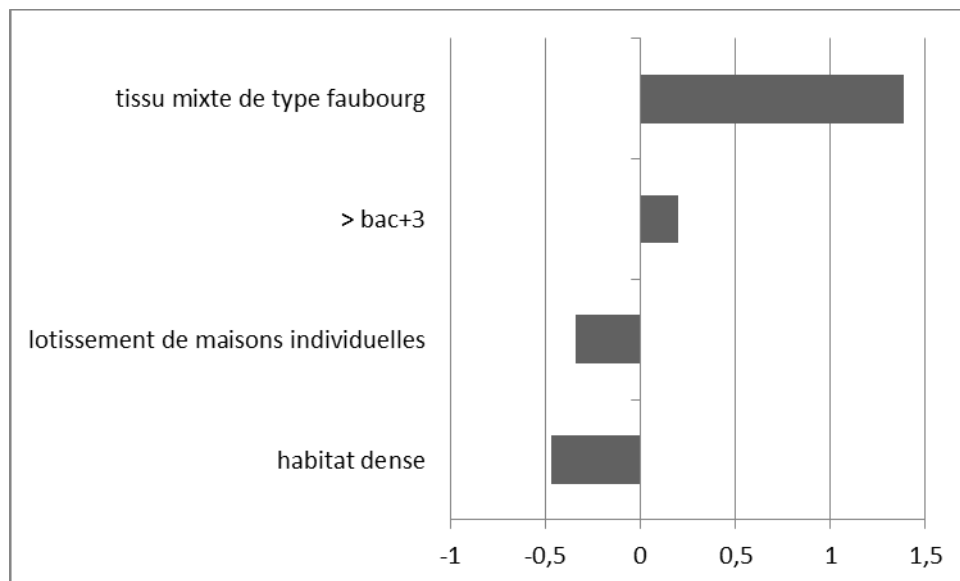 tissu mixte de type faubourg
> bac+3
lotissement de maisons individuelles
habitat dense
-1 -0,5 0 0,5 1 1,5